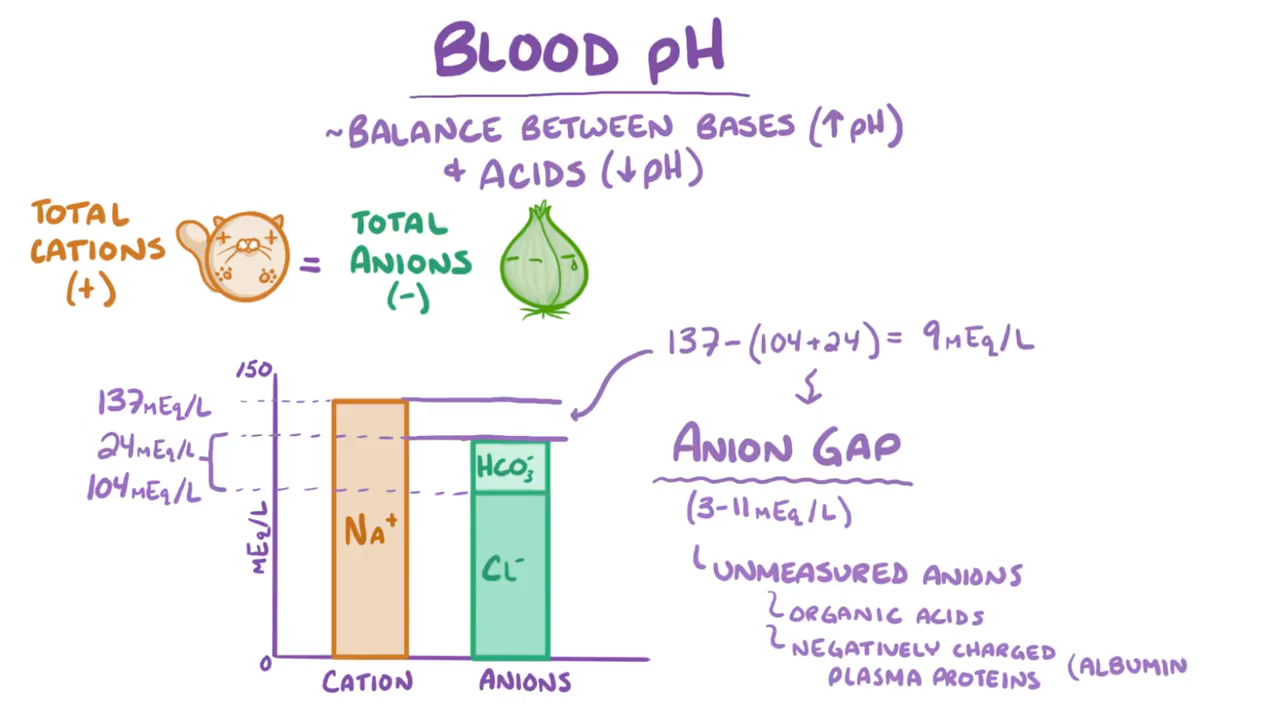 BLOOD pH
~BALANCE BETWEEN BASES (↑ pH)
& ACIDS (↓pH)
TOTAL
CATIONS
(+)
=
TOTAL
ANIONS
(-)
137-(104+24)= 9mEq/L
150
137mEq/L
24mEq/L
104mEq/L
mEq/L
0
Na⁺
HCO₃⁻
Cl⁻
CATION
ANIONS
ANION GAP
(3-11mEq/L)
UNMEASURED ANIONS
ORGANIC ACIDS
NEGATIVELY CHARGED
PLASMA PROTEINS (ALBUMIN